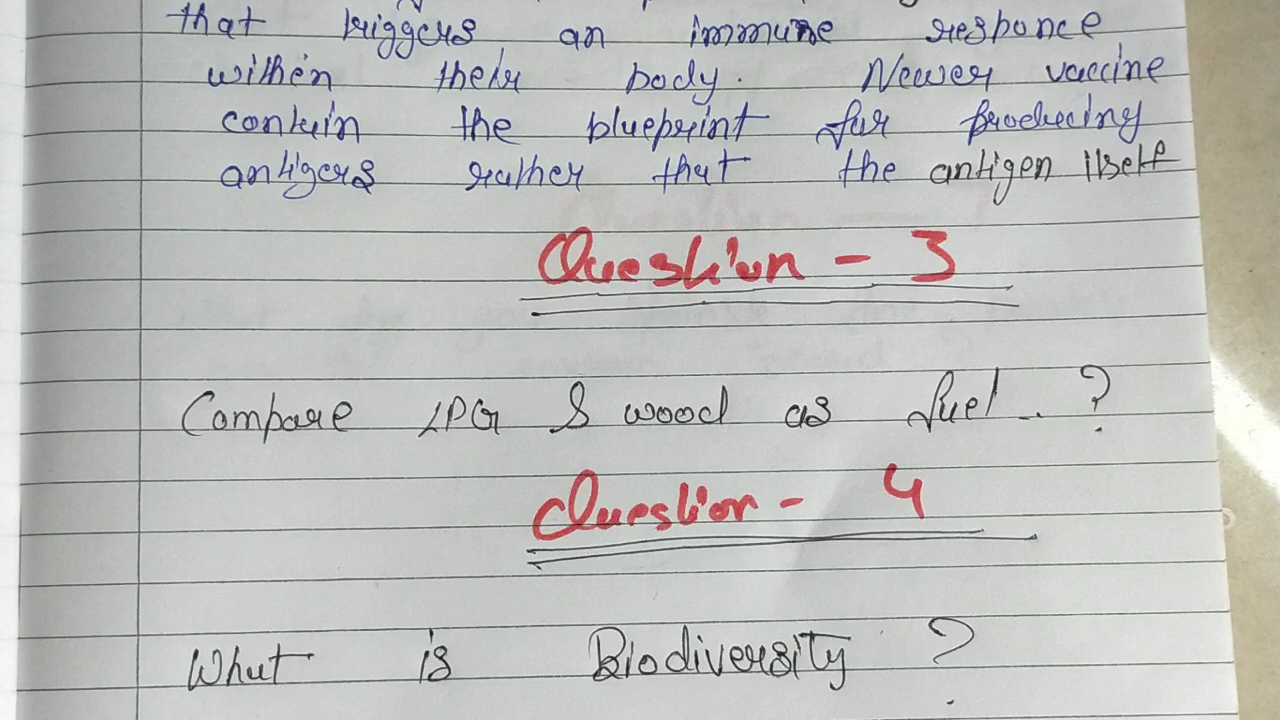 that triggers an immune responce
within their body. Newer vaccine
contain the blueprint for producing
antigers rather that the antigen itself
Question - 3
Compare LPG & wood as fuel. ?
Question - 4
What is Biodiversity ?